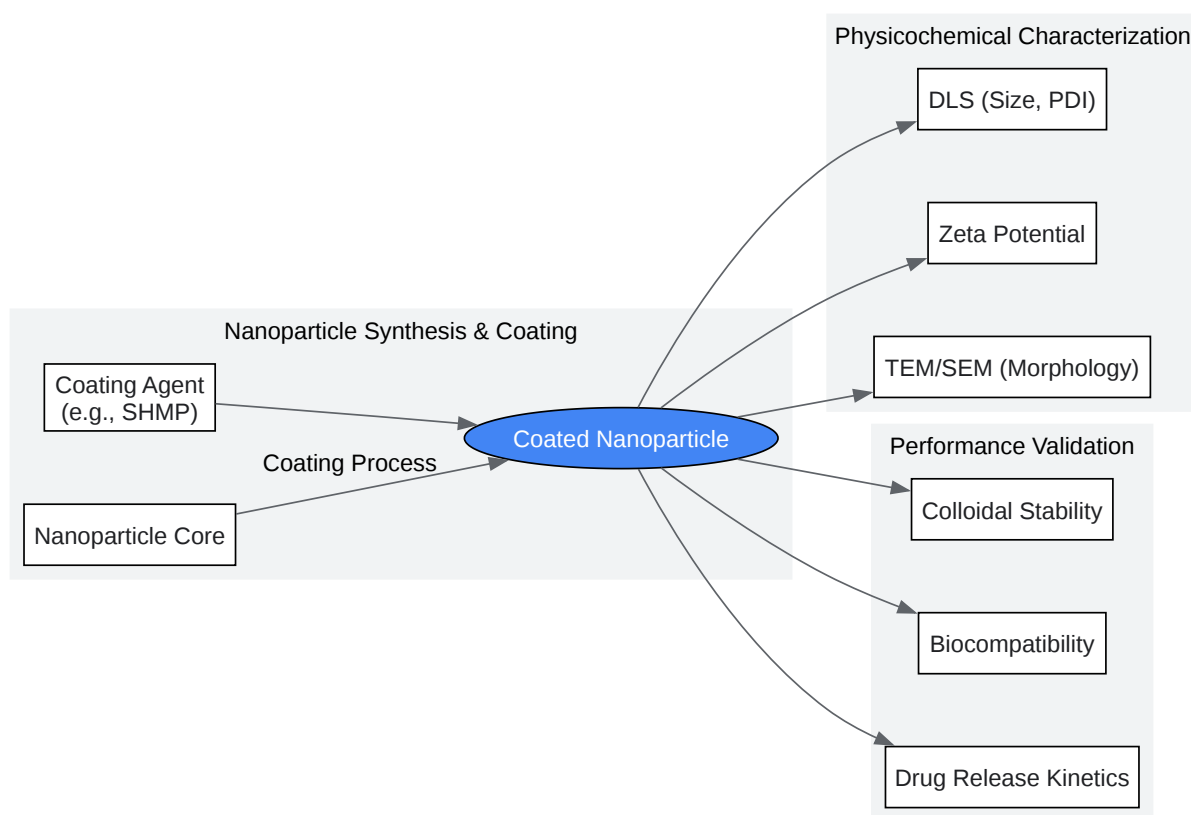 Nanoparticle Synthesis & Coating
Coating Agent
(e.g., SHMP)
Coating Process
Nanoparticle Core
Coated Nanoparticle
Physicochemical Characterization
DLS (Size, PDI)
Zeta Potential
TEM/SEM (Morphology)
Performance Validation
Colloidal Stability
Biocompatibility
Drug Release Kinetics